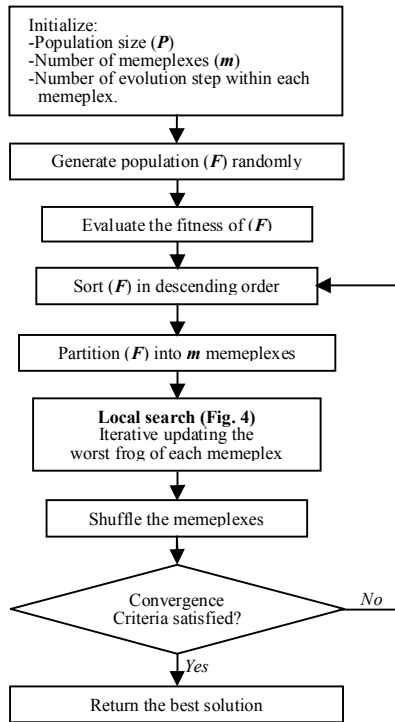 Initialize:
-Population size (P)
-Number of memeplexes (m)
-Number of evolution step within each
memeplex.
Generate population (F) randomly
Evaluate the fitness of (F)
Sort (F) in descending order
Partition (F) into m memeplexes
Local search (Fig. 4)
Iterative updating the
worst frog of each memeplex
Shuffle the memeplexes
Convergence
Criteria satisfied?
No
Yes
Return the best solution